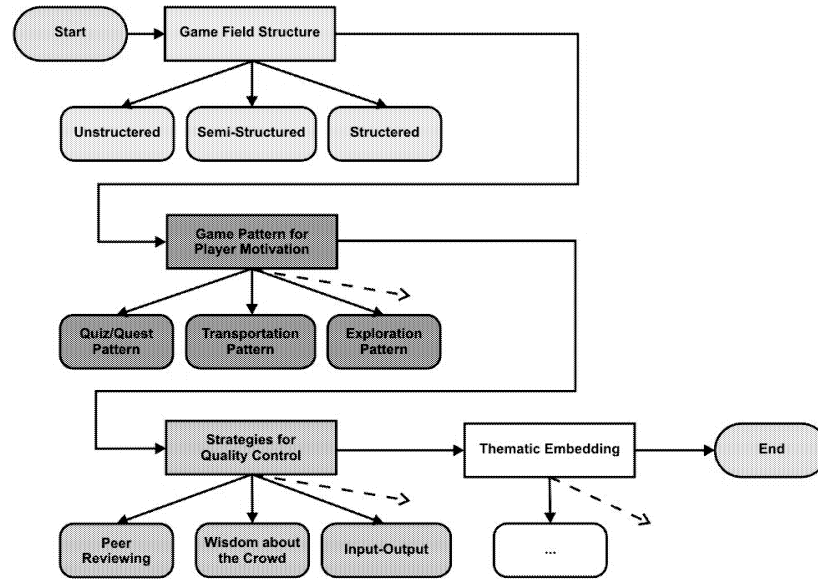 Start
Game Field Structure
Unstructered
Semi-Structured
Structered
Game Pattern for
Player Motivation
Quiz/Quest
Pattern
Transportation
Pattern
Exploration
Pattern
Strategies for
Quality Control
Thematic Embedding
End
Peer
Reviewing
Wisdom about
the Crowd
Input-Output
...